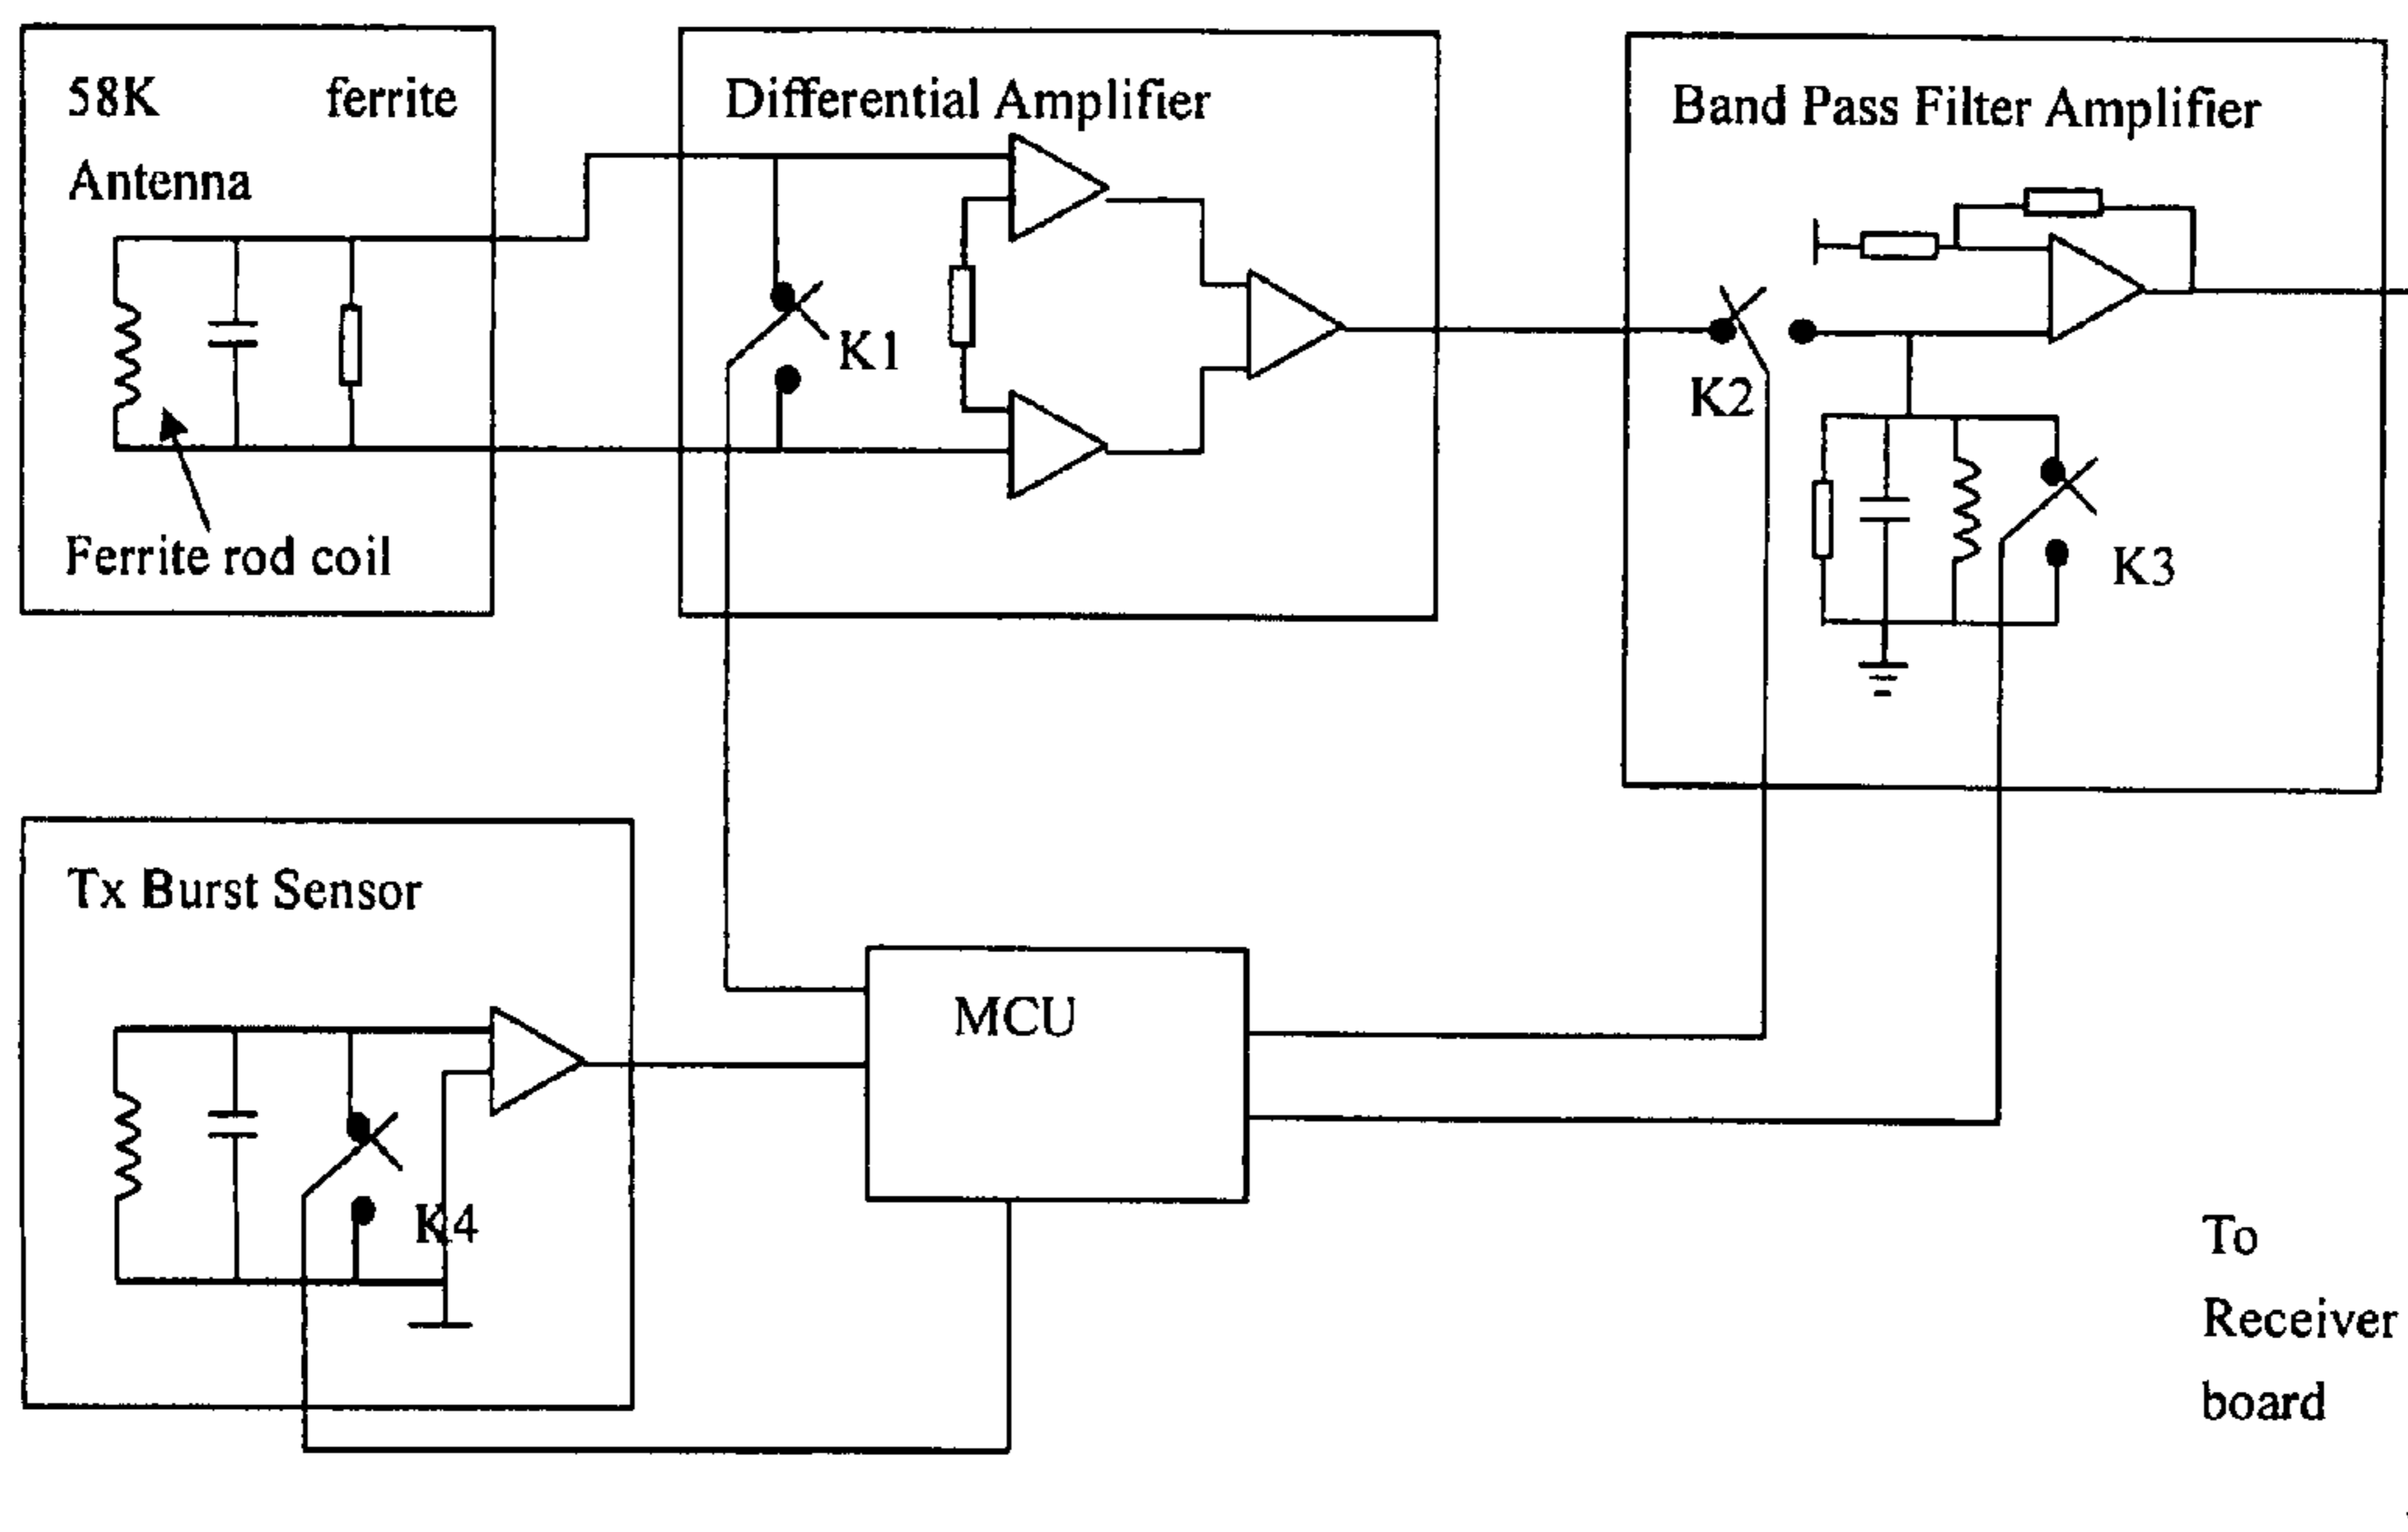 58K ferrite
Antenna
Ferrite rod coil
Differential Amplifier
K1
Band Pass Filter Amplifier
K2
K3
Tx Burst Sensor
K4
MCU
To
Receiver
board